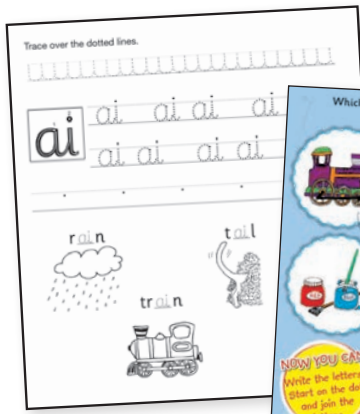 Trace over the dotted lines.
ai ai ai ai
ai ai ai ai ai
rain
tail
train
Which
NOW YOU CAN
Write the letters
Start on the do
and join the